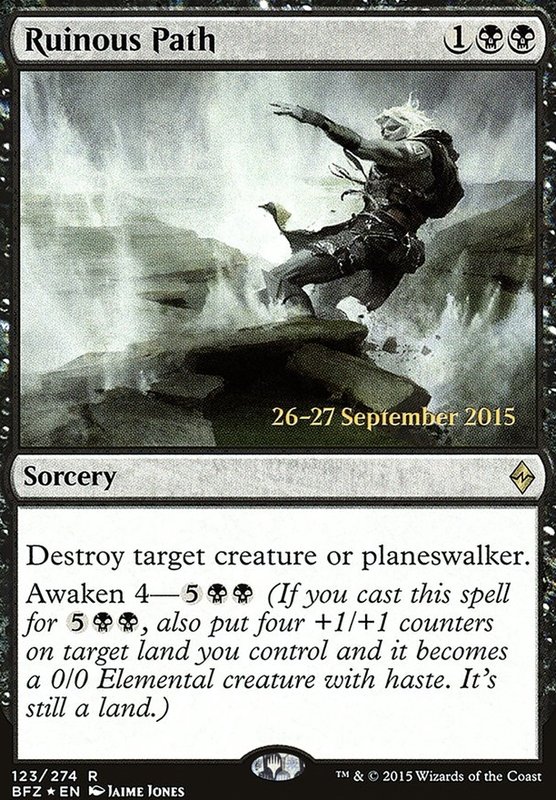 Ruinous Path 1
26–27 September 2015
Sorcery
Destroy target creature or planeswalker.
Awaken 4—5 (If you cast this spell
for 5, also put four +1/+1 counters
on target land you control and it becomes
a 0/0 Elemental creature with haste. It's
still a land.)
123/274 R
BFZ ★ EN Jaime Jones
™ & © 2015 Wizards of the Coast